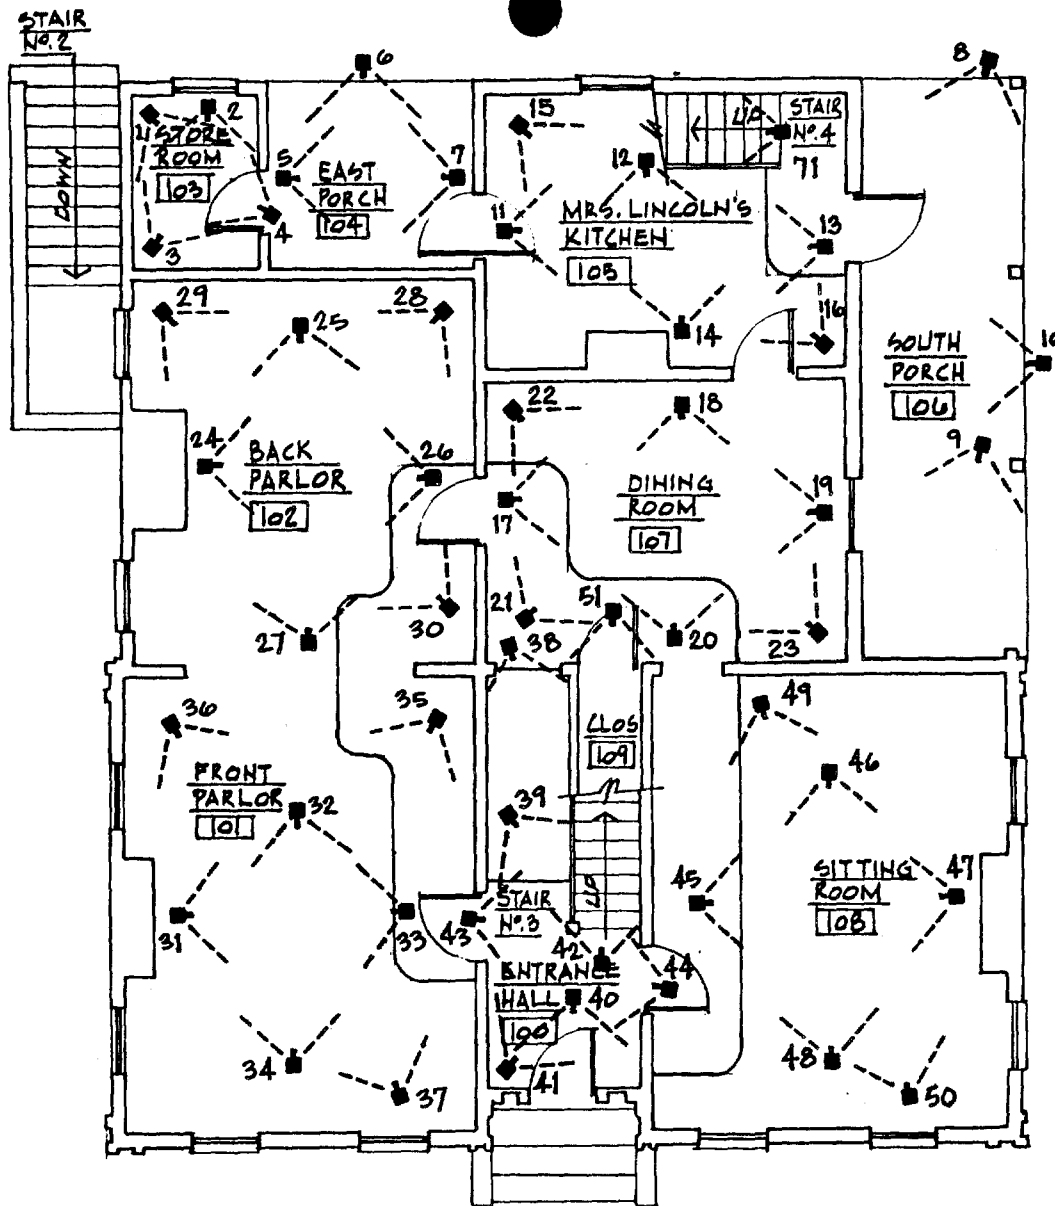 STAIR
Nº.2
DOWN
6
8
1
2
STORE
ROOM
103
3
4
5
EAST
PORCH
104
7
15
12
UP
STAIR
Nº.4
71
11
MRS. LINCOLN'S
KITCHEN
105
13
14
16
SOUTH
PORCH
106
10
9
29
25
28
24
BACK
PARLOR
102
26
27
30
22
18
17
DINING
ROOM
107
19
21
38
51
20
23
36
35
FRONT
PARLOR
101
32
31
33
34
37
CLOS
109
39
UP
STAIR
Nº.3
43
42
ENTRANCE
HALL
100
40
44
41
49
46
45
SITTING
ROOM
108
47
48
50